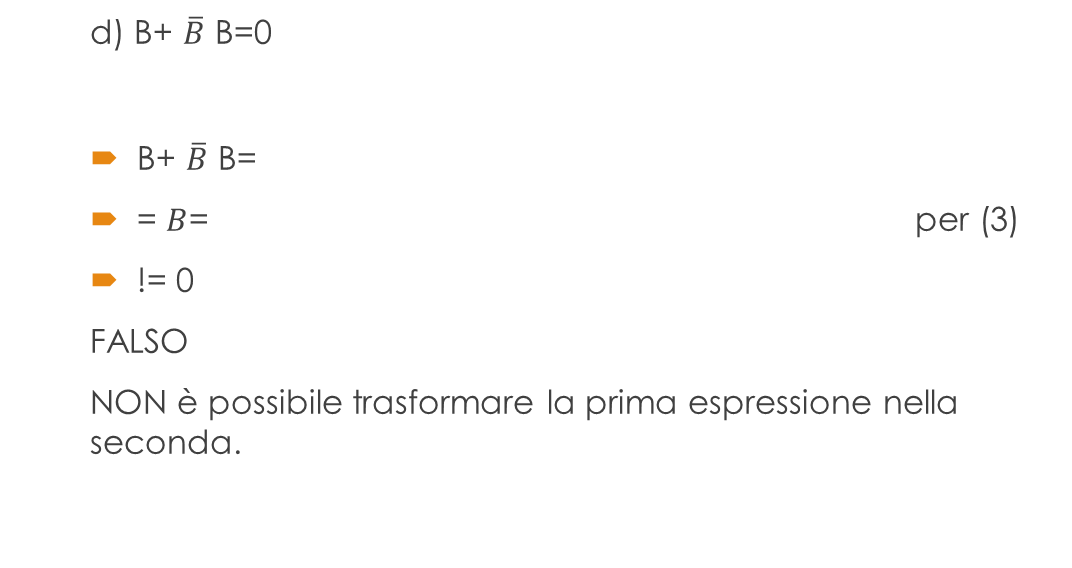 d) B+ B̅ B=0
B+ B̅ B=
= B= per (3)
!= 0
FALSO
NON è possibile trasformare la prima espressione nella
seconda.